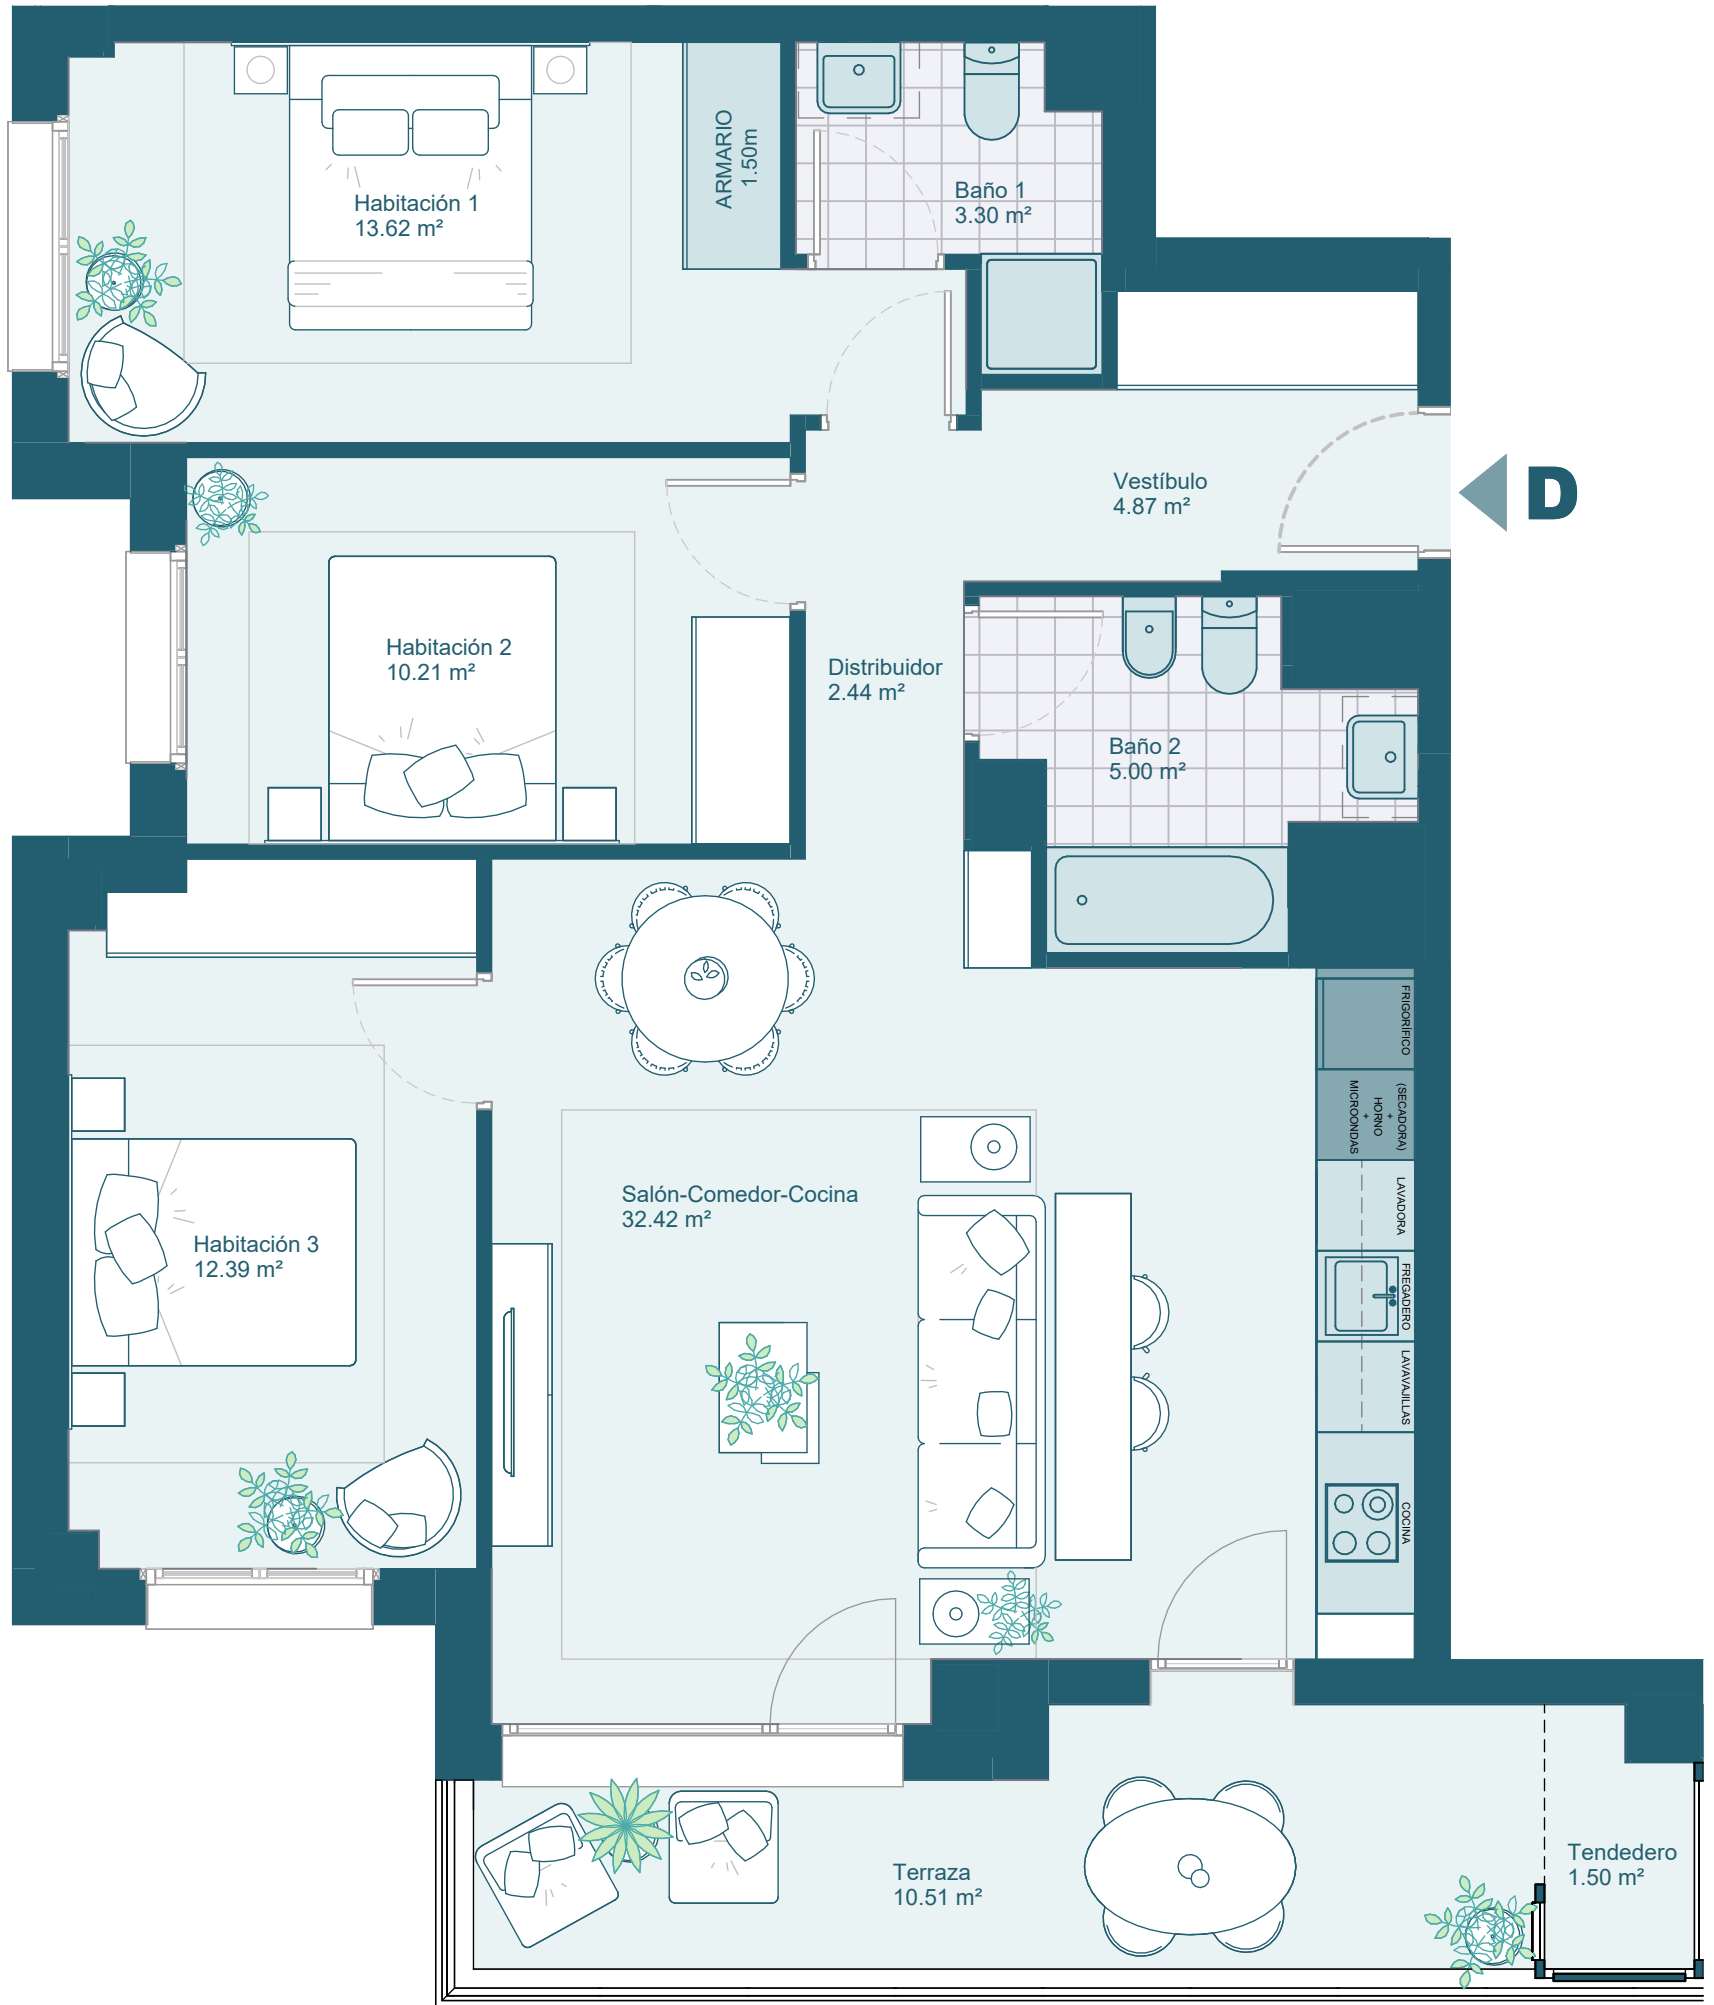 ARMARIO
1.50m
Baño 1
3.30 m²
Habitación 1
13.62 m²
Vestíbulo
4.87 m²
D
Habitación 2
10.21 m²
Distribuidor
2.44 m²
Baño 2
5.00 m²
FRIGORÍFICO
(SECADORA)
+
HORNO
+
MICROONDAS
LAVADORA
Salón-Comedor-Cocina
32.42 m²
Habitación 3
12.39 m²
FREGADERO
LAVAVAJILLAS
COCINA
Terraza
10.51 m²
Tendedero
1.50 m²